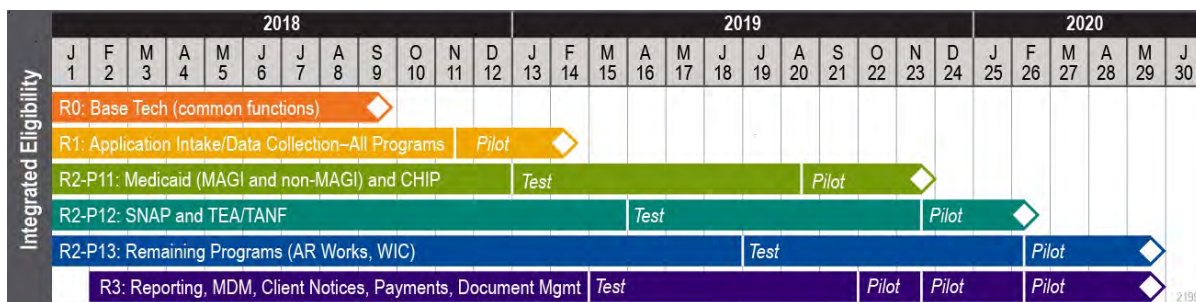 2018 2019 2020
J F M A M J J A S O N D J F M A M J J A S O N D J F M A M J
1 2 3 4 5 6 7 8 9 10 11 12 13 14 15 16 17 18 19 20 21 22 23 24 25 26 27 28 29 30
Integrated Eligibility
R0: Base Tech (common functions)
R1: Application Intake/Data Collection–All Programs Pilot
R2-P11: Medicaid (MAGI and non-MAGI) and CHIP Test Pilot
R2-P12: SNAP and TEA/TANF Test Pilot
R2-P13: Remaining Programs (AR Works, WIC) Test Pilot
R3: Reporting, MDM, Client Notices, Payments, Document Mgmt Test Pilot Pilot Pilot